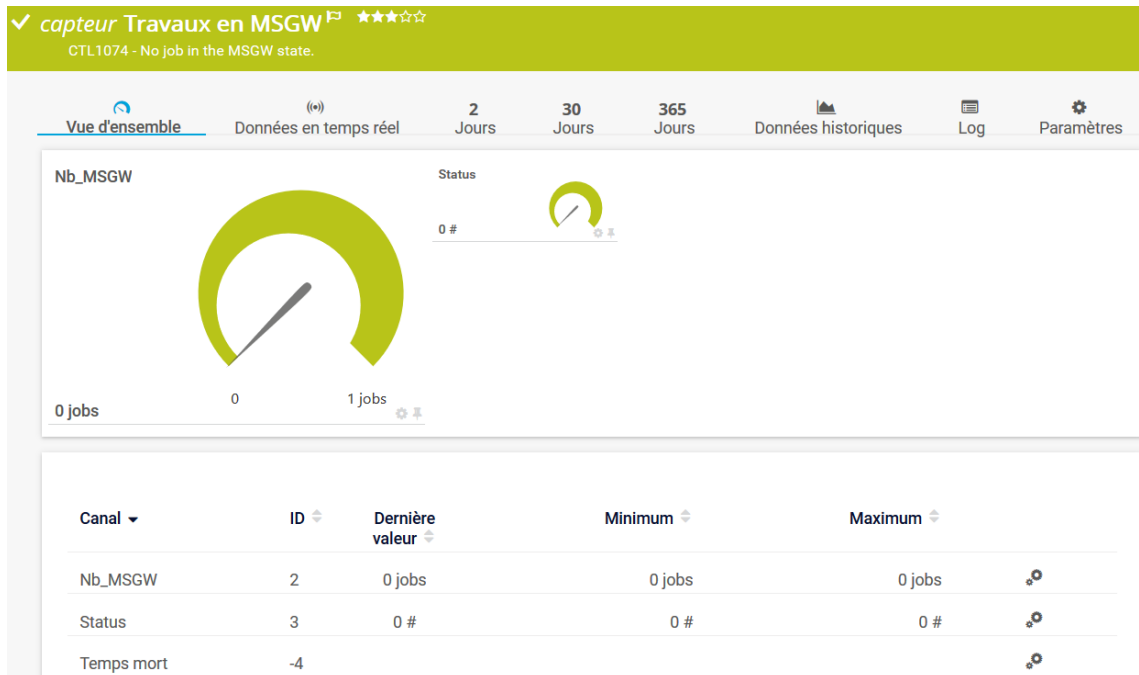 capteur Travaux en MSGW
CTL1074 - No job in the MSGW state.
Vue d'ensemble
Données en temps réel
2
Jours
30
Jours
365
Jours
Données historiques
Log
Paramètres
Nb_MSGW
0
1 jobs
0 jobs
Status
0 #
Canal ID Dernière valeur Minimum Maximum
Nb_MSGW 2 0 jobs 0 jobs 0 jobs
Status 3 0 # 0 # 0 #
Temps mort -4